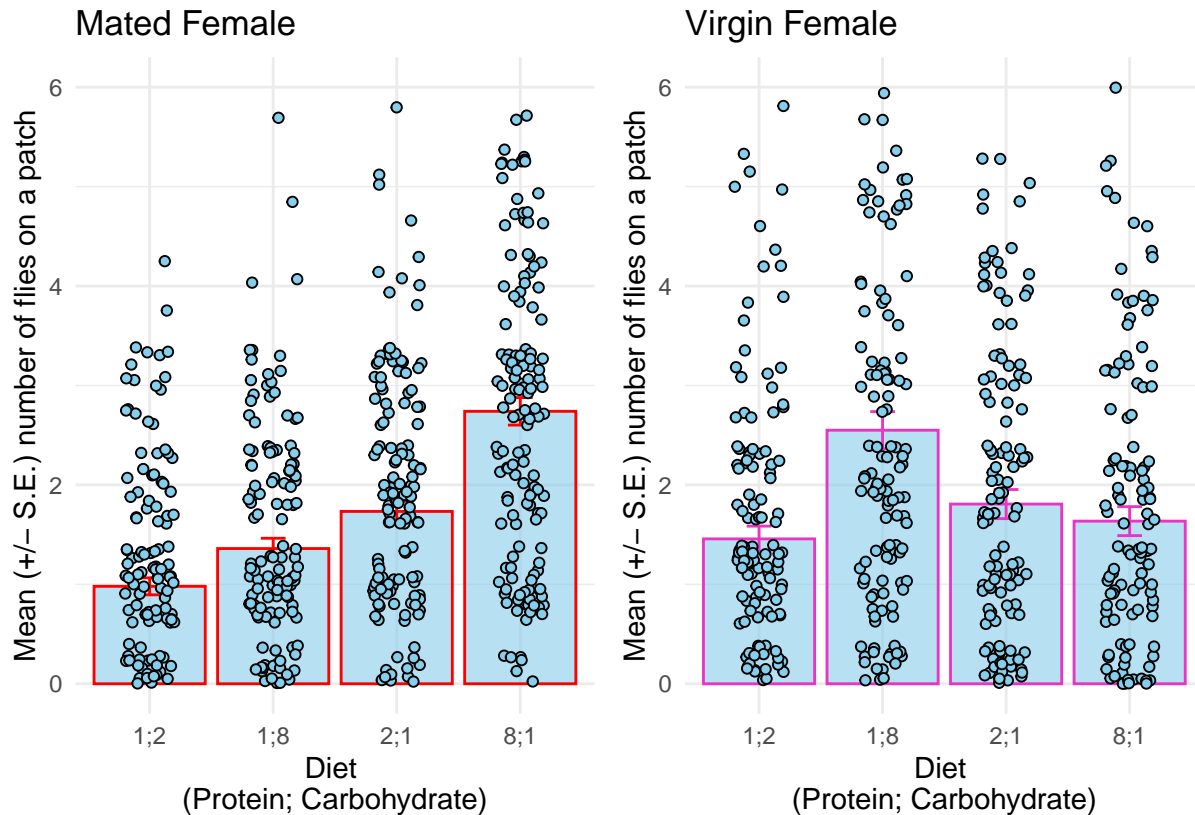 Mated Female
Mean (+/− S.E.) number of flies on a patch
6
4
2
0
1;2 1;8 2;1 8;1
Diet
(Protein; Carbohydrate)
Virgin Female
Mean (+/− S.E.) number of flies on a patch
6
4
2
0
1;2 1;8 2;1 8;1
Diet
(Protein; Carbohydrate)